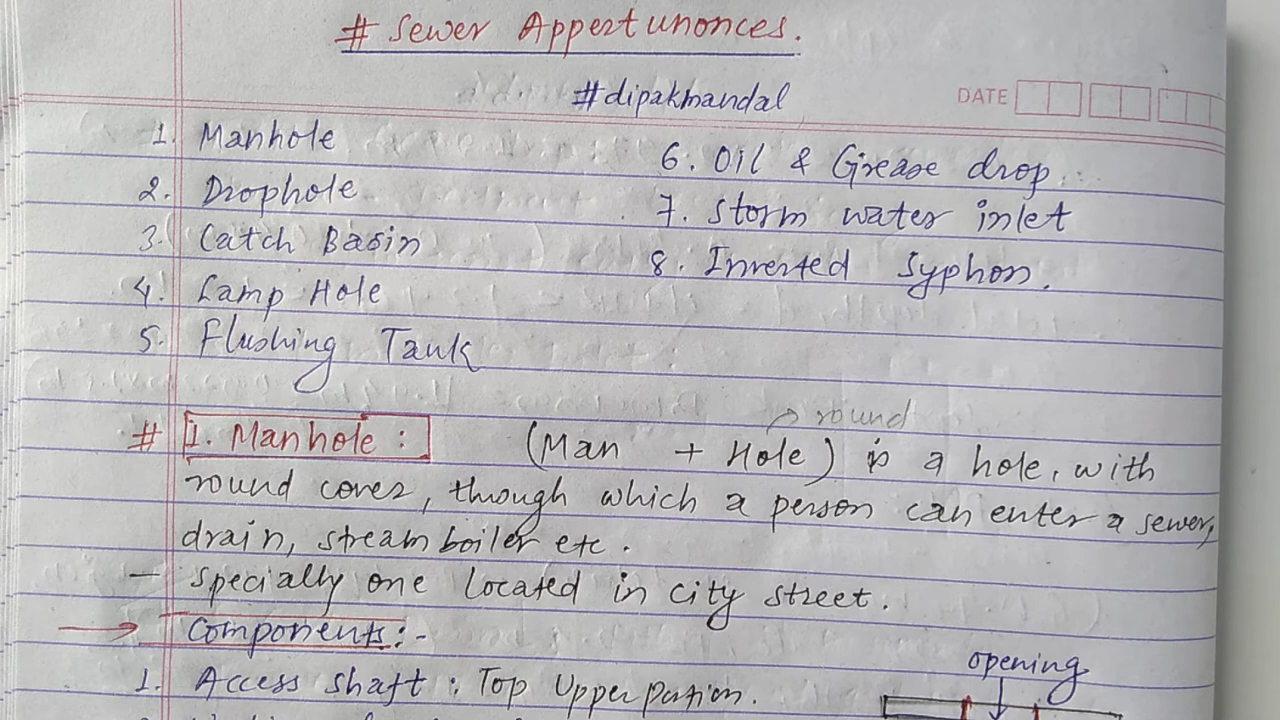 # Sewer Appertunonces.
#dipakmandal
DATE
1. Manhole
2. Drophole
3. Catch Basin
4. Lamp Hole
5. Flushing Tank
6. Oil & Grease drop
7. Storm water inlet
8. Inverted Syphon.
round
# 1. Manhole : (Man + Hole) is a hole, with
round cover, though which a person can enter a sewer,
drain, stream boiler etc.
— specially one located in city street.
→ Components :-
opening
1. Access shaft : Top Upper portion.